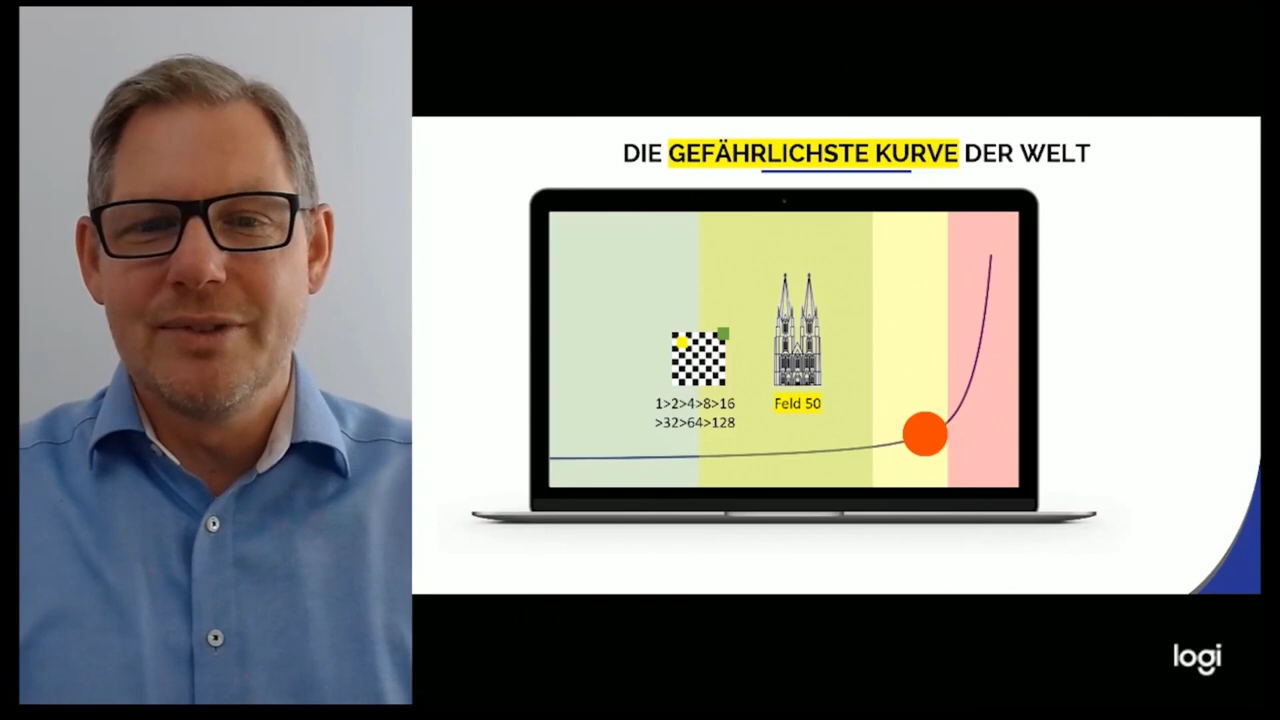 DIE GEFÄHRLICHSTE KURVE DER WELT
1>2>4>8>16
>32>64>128
Feld 50
logi